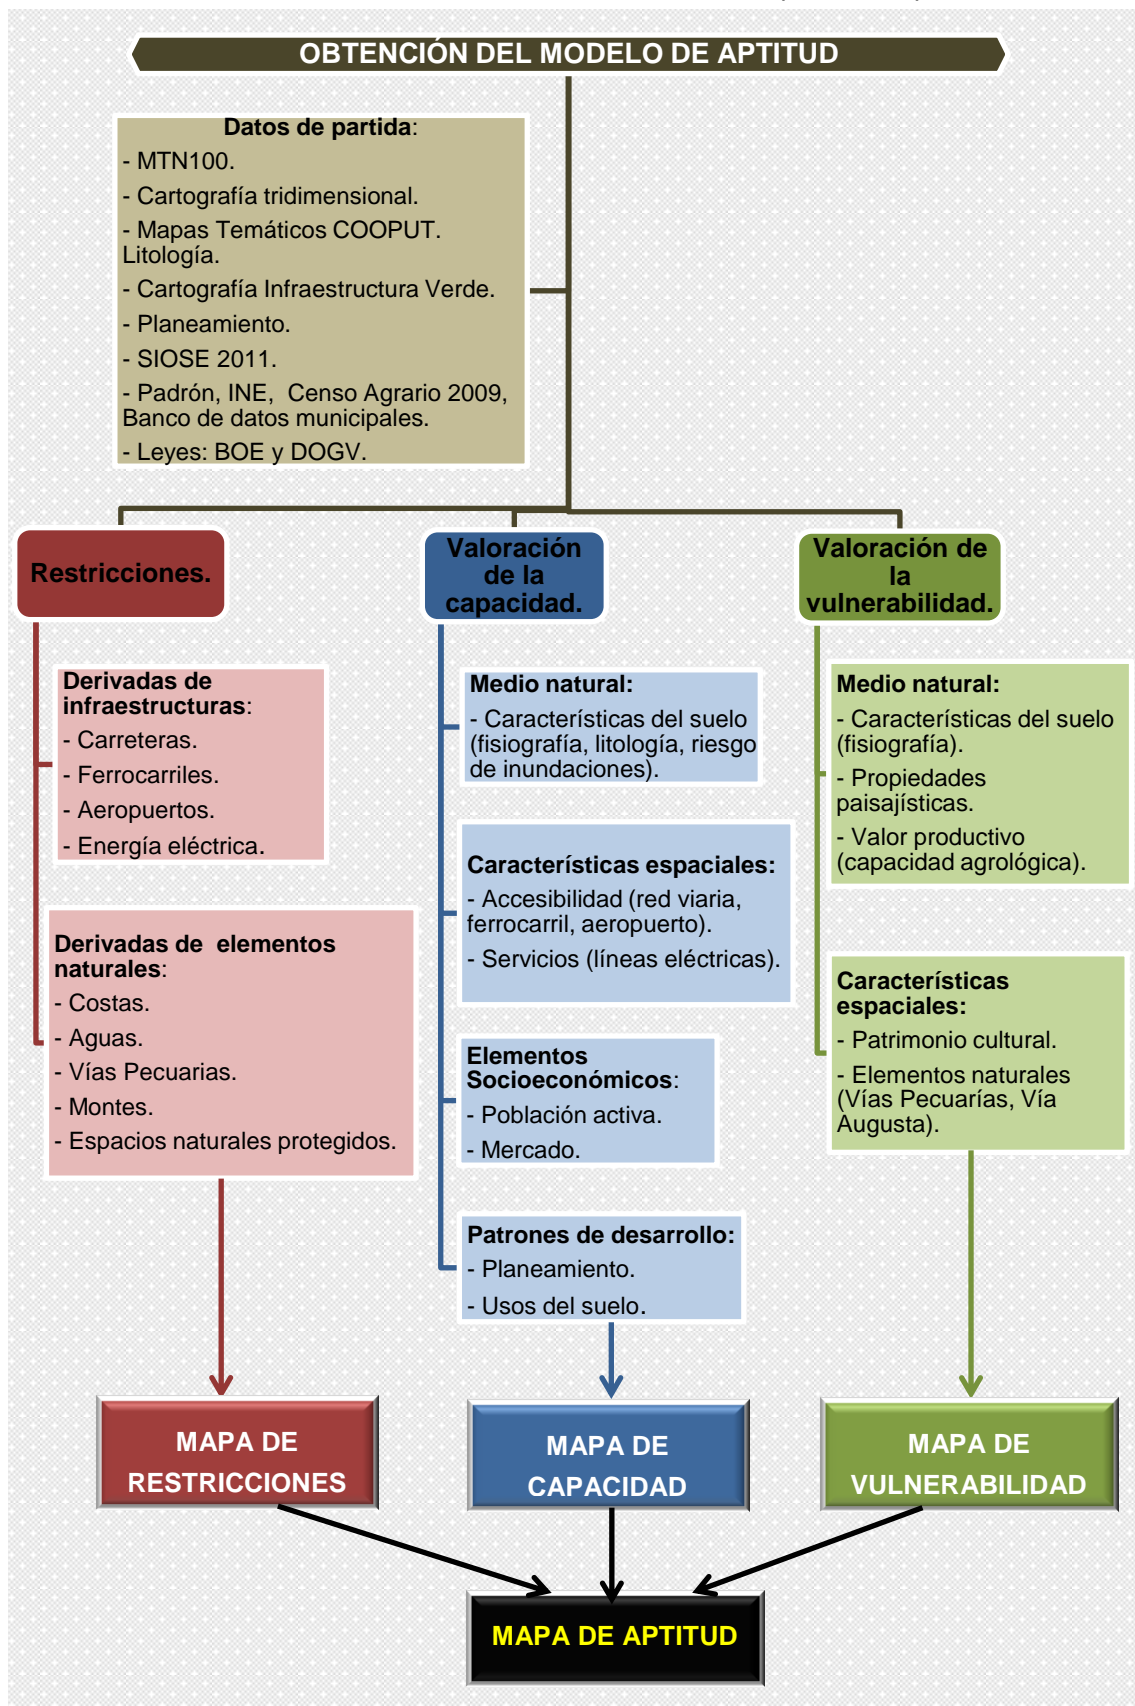 OBTENCIÓN DEL MODELO DE APTITUD
Datos de partida:
- MTN100.
- Cartografía tridimensional.
- Mapas Temáticos COOPUT.
Litología.
- Cartografía Infraestructura Verde.
- Planeamiento.
- SIOSE 2011.
- Padrón, INE, Censo Agrario 2009,
Banco de datos municipales.
- Leyes: BOE y DOGV.
Restricciones.
Derivadas de
infraestructuras:
- Carreteras.
- Ferrocarriles.
- Aeropuertos.
- Energía eléctrica.
Derivadas de elementos
naturales:
- Costas.
- Aguas.
- Vías Pecuarias.
- Montes.
- Espacios naturales protegidos.
Valoración
de la
capacidad.
Medio natural:
- Características del suelo
(fisiografía, litología, riesgo
de inundaciones).
Características espaciales:
- Accesibilidad (red viaria,
ferrocarril, aeropuerto).
- Servicios (líneas eléctricas).
Elementos
Socioeconómicos:
- Población activa.
- Mercado.
Patrones de desarrollo:
- Planeamiento.
- Usos del suelo.
Valoración de
la
vulnerabilidad.
Medio natural:
- Características del suelo
(fisiografía).
- Propiedades
paisajísticas.
- Valor productivo
(capacidad agrológica).
Características
espaciales:
- Patrimonio cultural.
- Elementos naturales
(Vías Pecuarías, Vía
Augusta).
MAPA DE
RESTRICCIONES
MAPA DE
CAPACIDAD
MAPA DE
VULNERABILIDAD
MAPA DE APTITUD